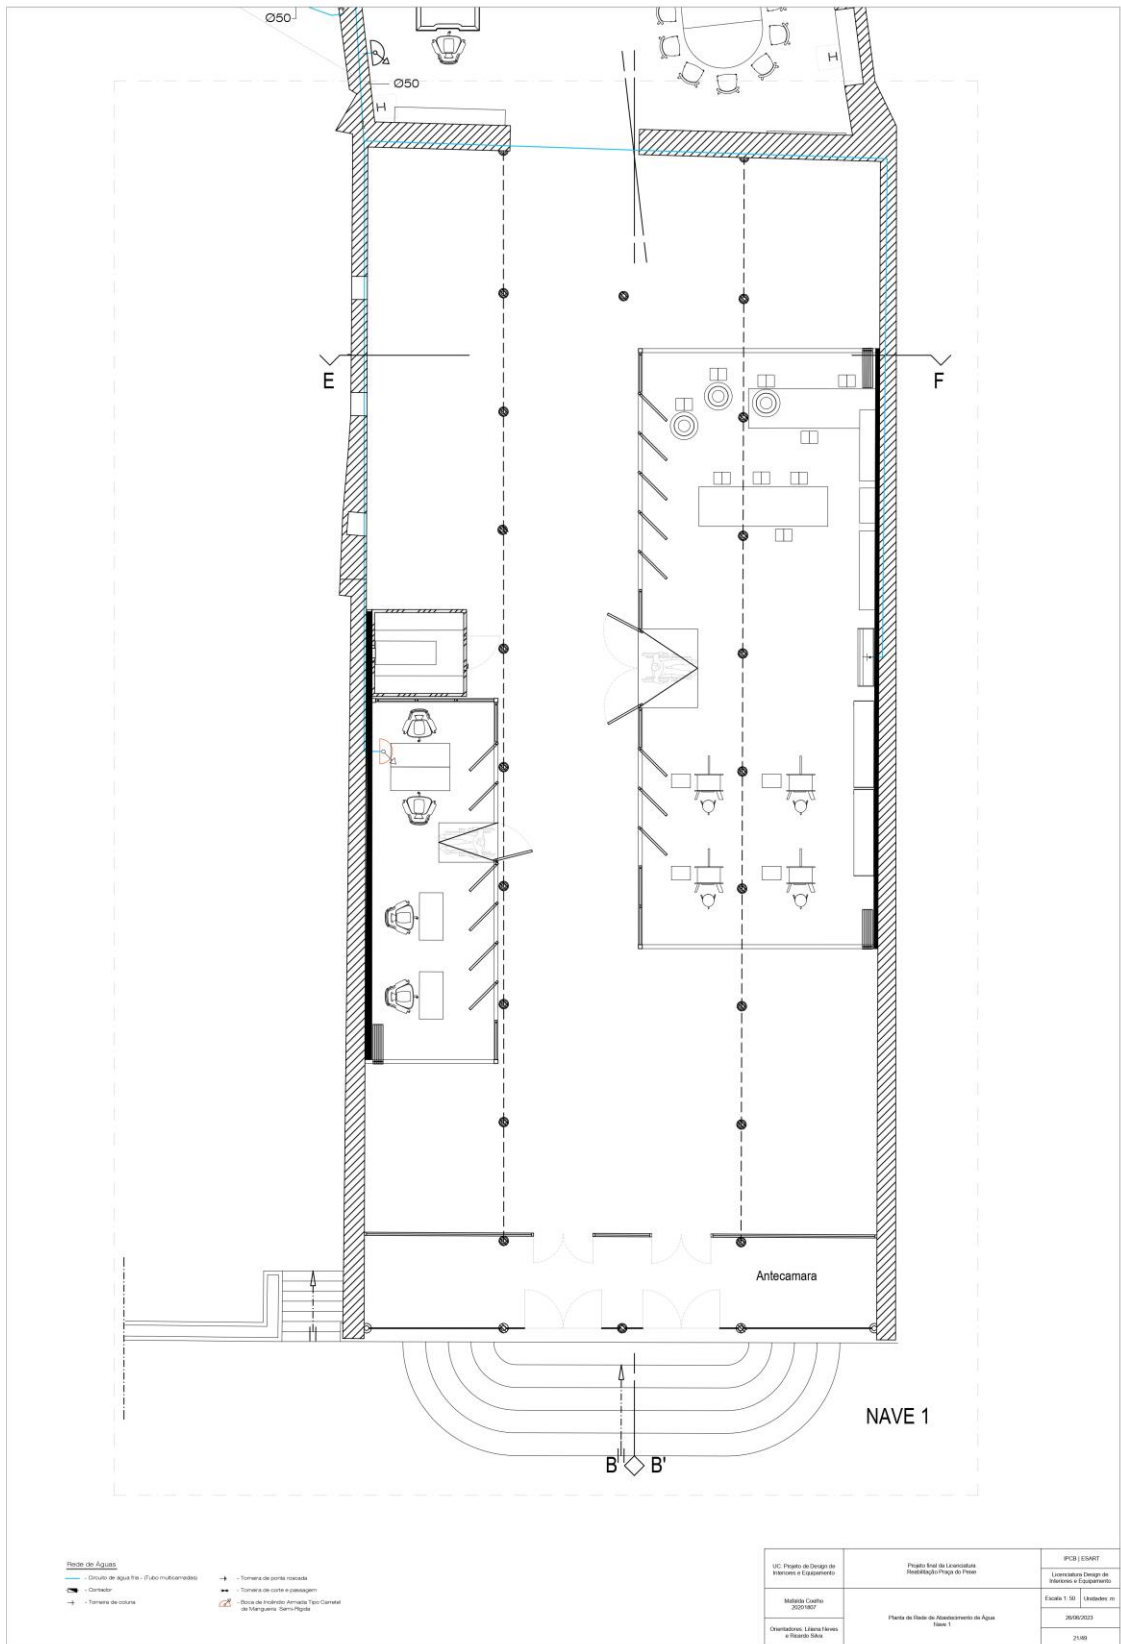 Ø50
Ø50
H
H
E
F
Antecamara
NAVE 1
B
B'
Rede de Águas
- Circuito de água fria - (Tubo multicamadas)
- Contador
- Torneira de coluna
- Torneira de ponta roscada
- Torneira de corte e passagem
- Boca de Incêndio Armada Tipo Carretel
de Mangueira Semi-Rígida
UC: Projeto de Design de
Interiores e Equipamento
Mafalda Coelho
20201807
Orientadores: Liliana Neves
e Ricardo Silva
Projeto final da Licenciatura
Reabilitação Praça do Peixe
Planta de Rede de Abastecimento de Água
Nave 1
IPCB | ESART
Licenciatura Design de
Interiores e Equipamento
Escala 1: 50
Unidades: m
26/06/2023
21/49